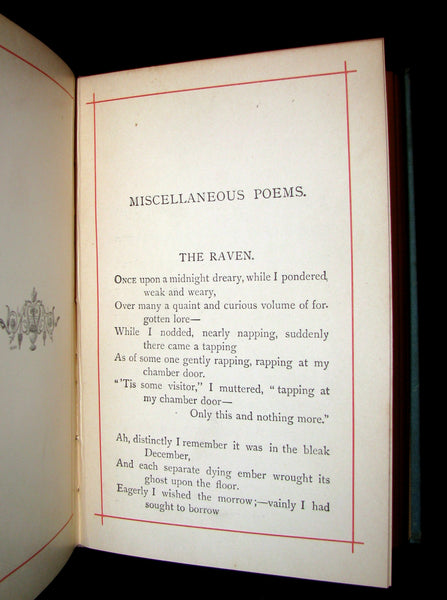 MISCELLANEOUS POEMS.
THE RAVEN.
ONCE upon a midnight dreary, while I pondered,
weak and weary,
Over many a quaint and curious volume of for-
gotten lore—
While I nodded, nearly napping, suddenly
there came a tapping
As of some one gently rapping, rapping at my
chamber door.
“'Tis some visitor,” I muttered, “tapping at
my chamber door—
Only this and nothing more.”
Ah, distinctly I remember it was in the bleak
December,
And each separate dying ember wrought its
ghost upon the floor.
Eagerly I wished the morrow;—vainly I had
sought to borrow